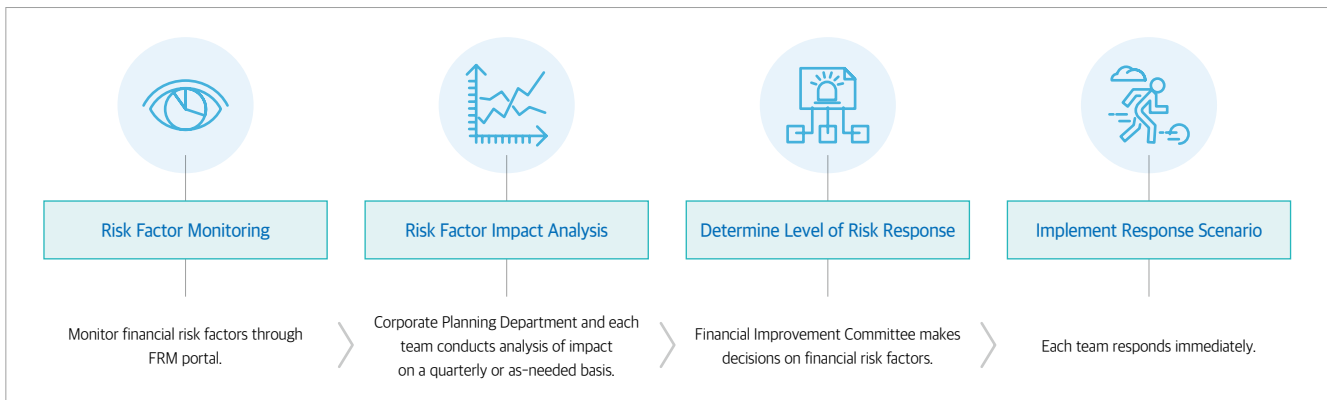 Risk Factor Monitoring
Monitor financial risk factors through
FRM portal.
Risk Factor Impact Analysis
Corporate Planning Department and each
team conducts analysis of impact
on a quarterly or as-needed basis.
Determine Level of Risk Response
Financial Improvement Committee makes
decisions on financial risk factors.
Implement Response Scenario
Each team responds immediately.